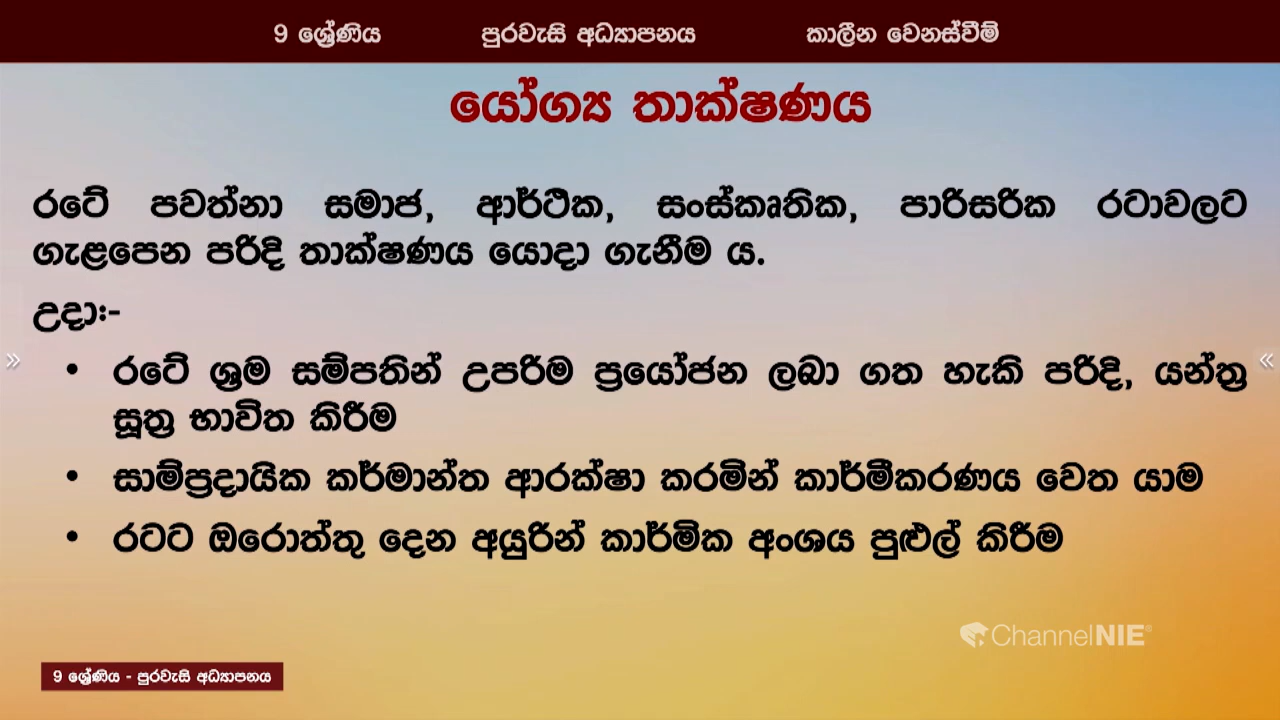 9 ශ්‍රේණිය පුරවැසි අධ්‍යාපනය කාලීන වෙනස්වීම්
යෝග්‍ය තාක්ෂණය
රටේ පවත්නා සමාජ, ආර්ථික, සංස්කෘතික, පාරිසරික රටාවලට
ගැළපෙන පරිදි තාක්ෂණය යොදා ගැනීම ය.
උදා:-
• රටේ ශ්‍රම සම්පතින් උපරිම ප්‍රයෝජන ලබා ගත හැකි පරිදි, යන්ත්‍ර
සූත්‍ර භාවිත කිරීම
• සාම්ප්‍රදායික කර්මාන්ත ආරක්ෂා කරමින් කාර්මීකරණය වෙත යාම
• රටට ඔරොත්තු දෙන අයුරින් කාර්මික අංශය පුළුල් කිරීම
ChannelNIE®
9 ශ්‍රේණිය - පුරවැසි අධ්‍යාපනය